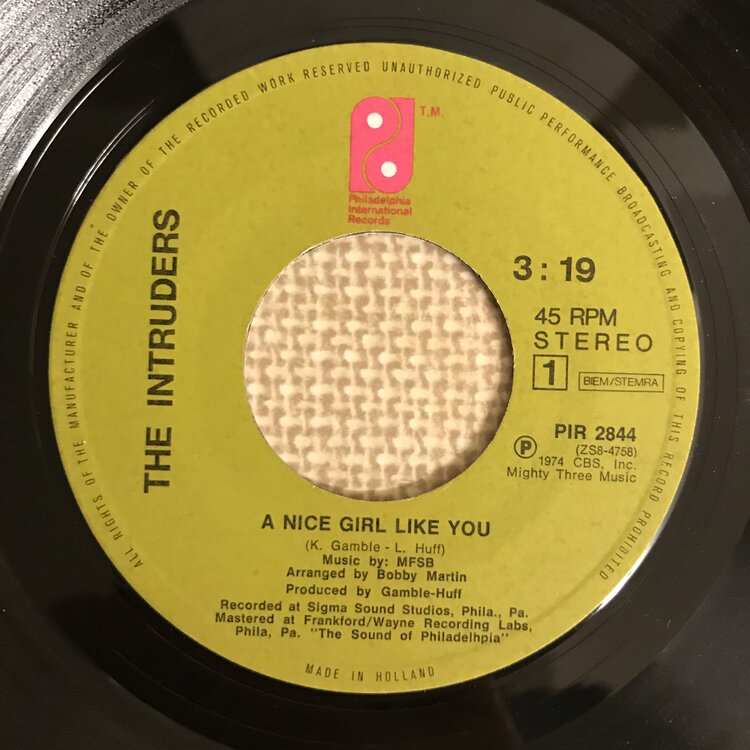 ALL RIGHTS OF THE MANUFACTURER AND OF THE OWNER OF THE RECORDED WORK RESERVED UNAUTHORIZED PUBLIC PERFORMANCE BROADCASTING AND COPYING OF THIS RECORD PROHIBITED
T.M.
Philadelphia
International
Records
THE INTRUDERS
3:19
45 RPM
STEREO
1
BIEM/STEMRA
PIR 2844
(ZS8-4758)
Ⓟ 1974 CBS, Inc.
Mighty Three Music
A NICE GIRL LIKE YOU
(K. Gamble - L. Huff)
Music by: MFSB
Arranged by Bobby Martin
Produced by Gamble-Huff
Recorded at Sigma Sound Studios, Phila., Pa.
Mastered at Frankford/Wayne Recording Labs,
Phila, Pa. "The Sound of Philadelhpia"
MADE IN HOLLAND